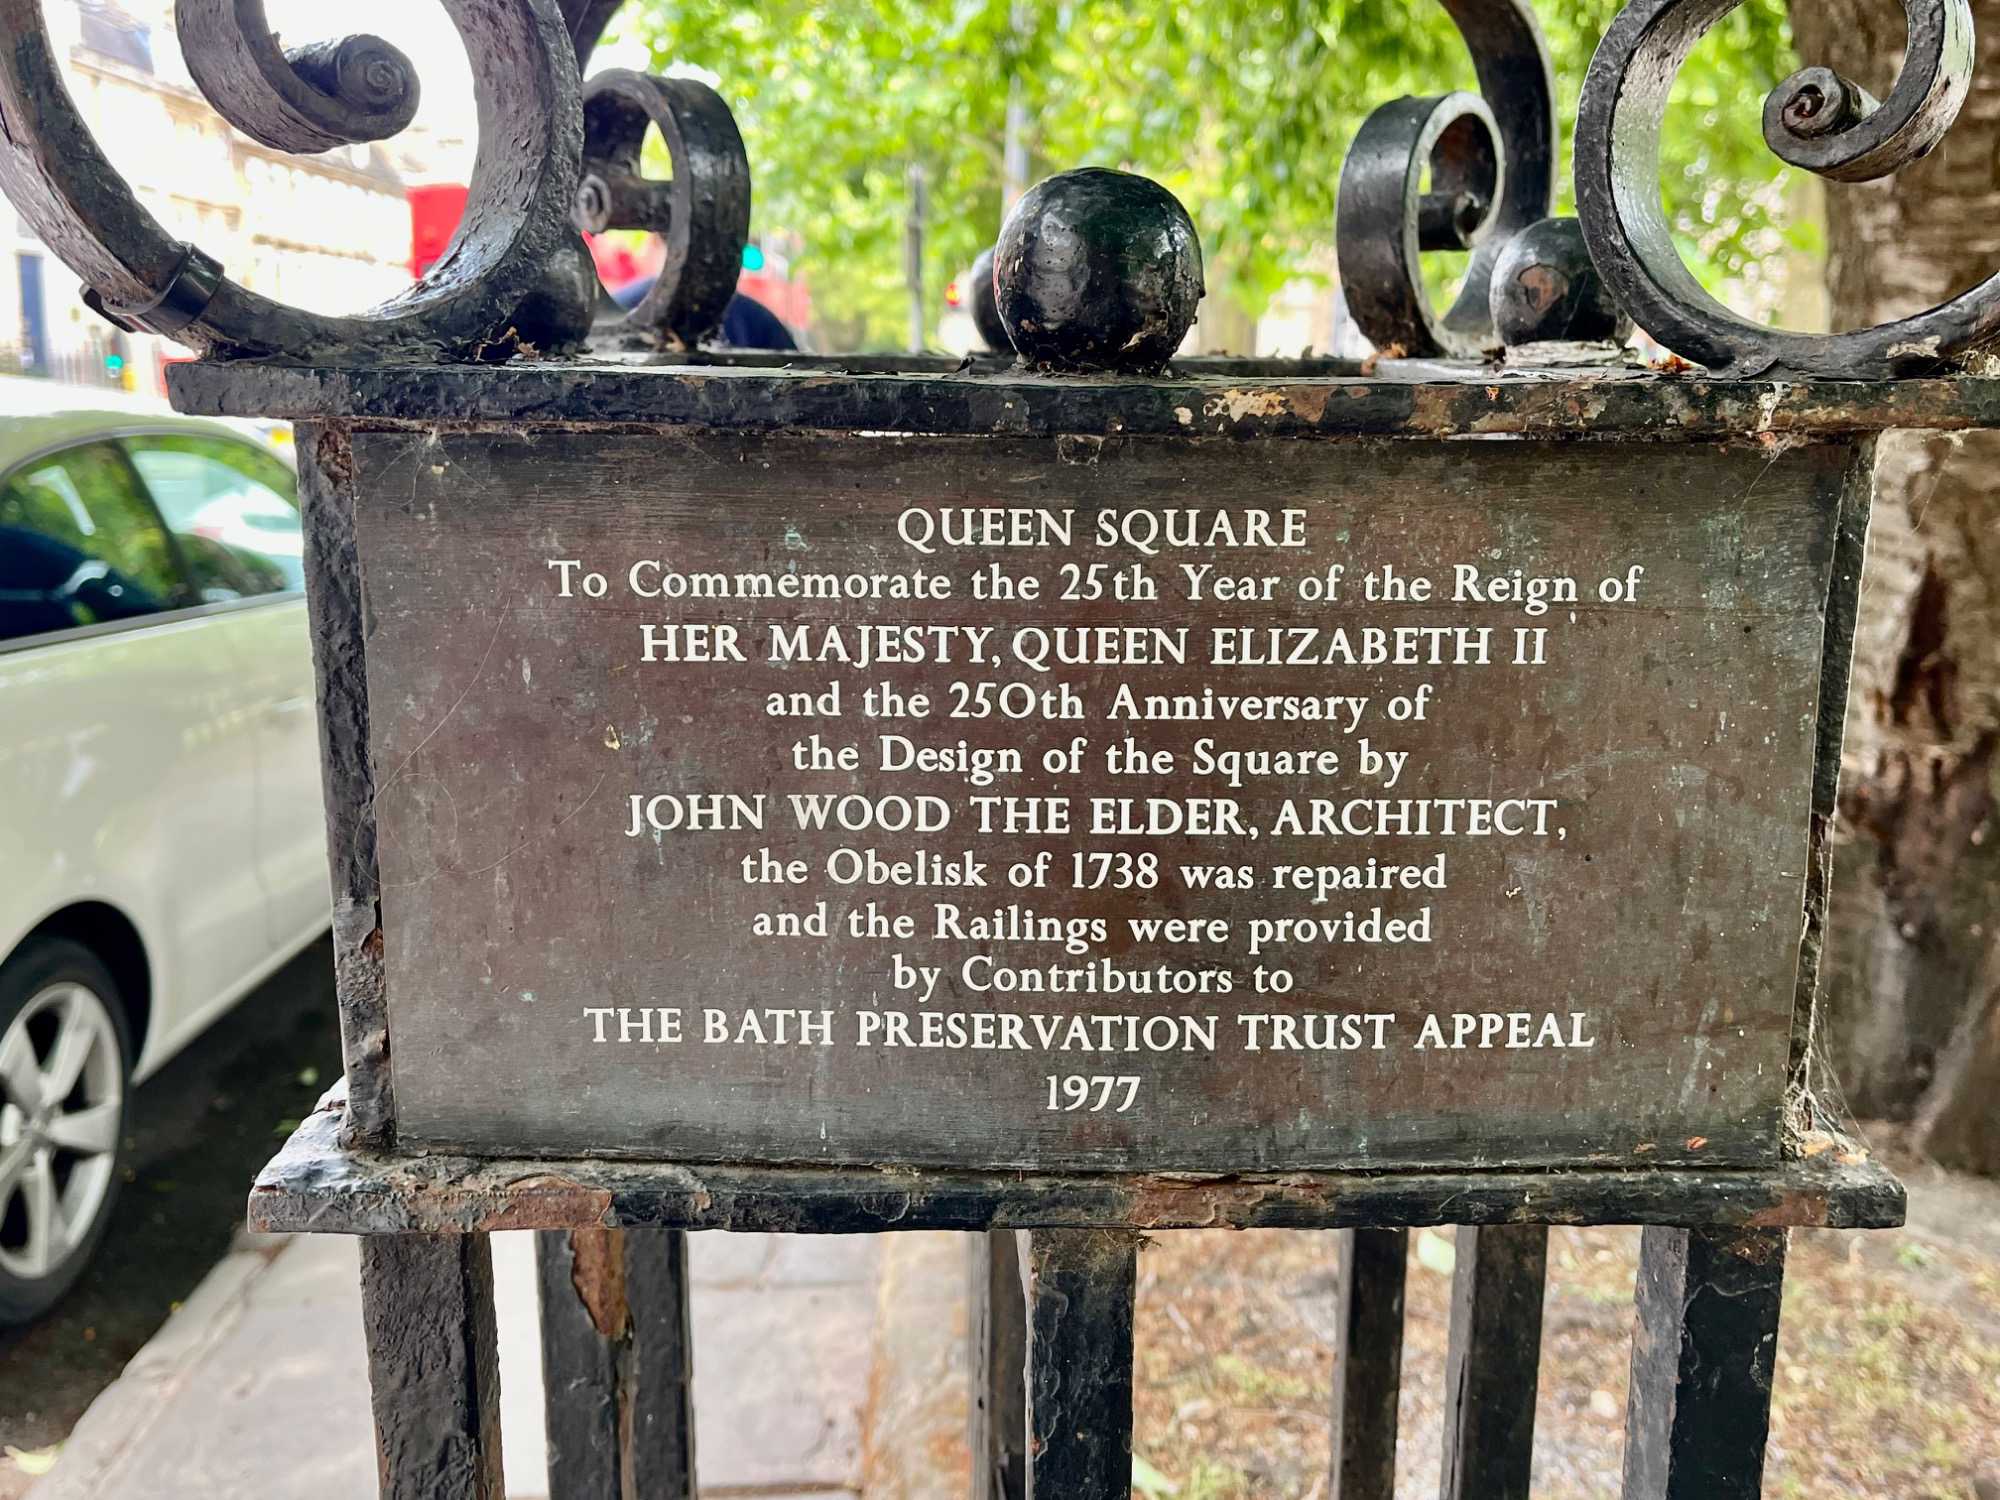 QUEEN SQUARE
To Commemorate the 25th Year of the Reign of
HER MAJESTY, QUEEN ELIZABETH II
and the 250th Anniversary of
the Design of the Square by
JOHN WOOD THE ELDER, ARCHITECT,
the Obelisk of 1738 was repaired
and the Railings were provided
by Contributors to
THE BATH PRESERVATION TRUST APPEAL
1977